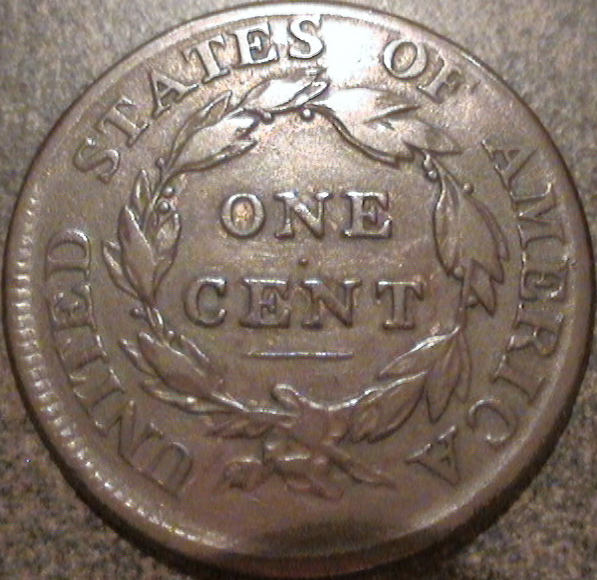 UNITED STATES OF AMERICA
ONE
CENT